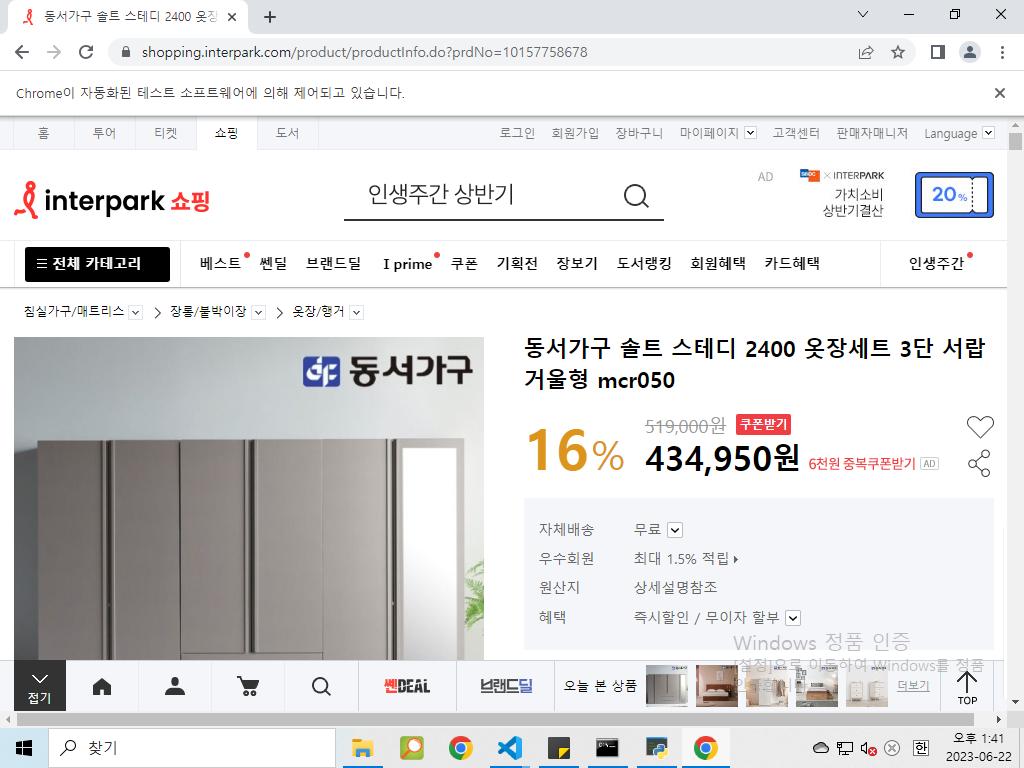 동서가구 솔트 스테디 2400 옷장
shopping.interpark.com/product/productInfo.do?prdNo=10157758678
Chrome이 자동화된 테스트 소프트웨어에 의해 제어되고 있습니다.
홈 투어 티켓 쇼핑 도서 로그인 회원가입 장바구니 마이페이지 고객센터 판매자매니저 Language
interpark 쇼핑
인생주간 상반기
AD
× INTERPARK
가치소비
상반기결산
20%
전체 카테고리 베스트 쎈딜 브랜드딜 I prime 쿠폰 기획전 장보기 도서랭킹 회원혜택 카드혜택 인생주간
침실가구/매트리스 장롱/붙박이장 옷장/행거
동서가구
동서가구 솔트 스테디 2400 옷장세트 3단 서랍
거울형 mcr050
16%
519,000원 쿠폰받기
434,950원 6천원 중복쿠폰받기 AD
자체배송 무료
우수회원 최대 1.5% 적립
원산지 상세설명참조
혜택 즉시할인 / 무이자 할부
Windows 정품 인증
[설정]으로 이동하여 Windows를 정품
접기
쎈DEAL
브랜드딜
오늘 본 상품
더보기
TOP
찾기
한
오후 1:41
2023-06-22